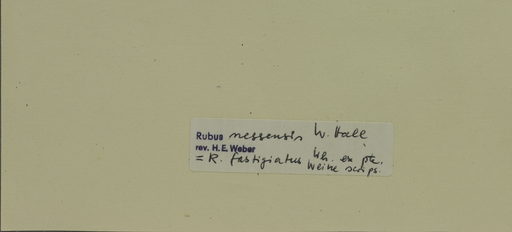 Rubus nessensis W. Hall
rev. H.E. Weber
= R. fastigiatus Wh. ex pte.
Weihe scrips.